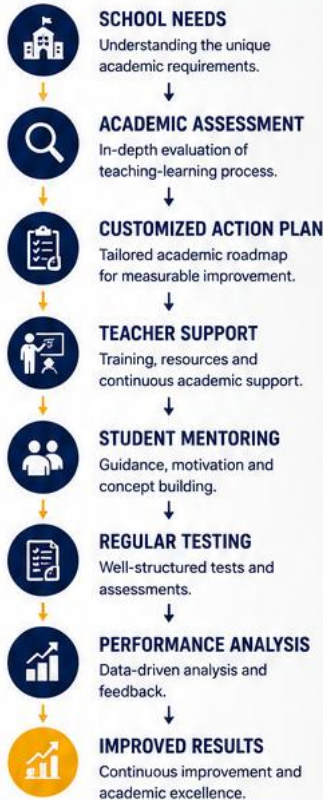 SCHOOL NEEDS
Understanding the unique
academic requirements.
ACADEMIC ASSESSMENT
In-depth evaluation of
teaching-learning process.
CUSTOMIZED ACTION PLAN
Tailored academic roadmap
for measurable improvement.
TEACHER SUPPORT
Training, resources and
continuous academic support.
STUDENT MENTORING
Guidance, motivation and
concept building.
REGULAR TESTING
Well-structured tests and
assessments.
PERFORMANCE ANALYSIS
Data-driven analysis and
feedback.
IMPROVED RESULTS
Continuous improvement and
academic excellence.